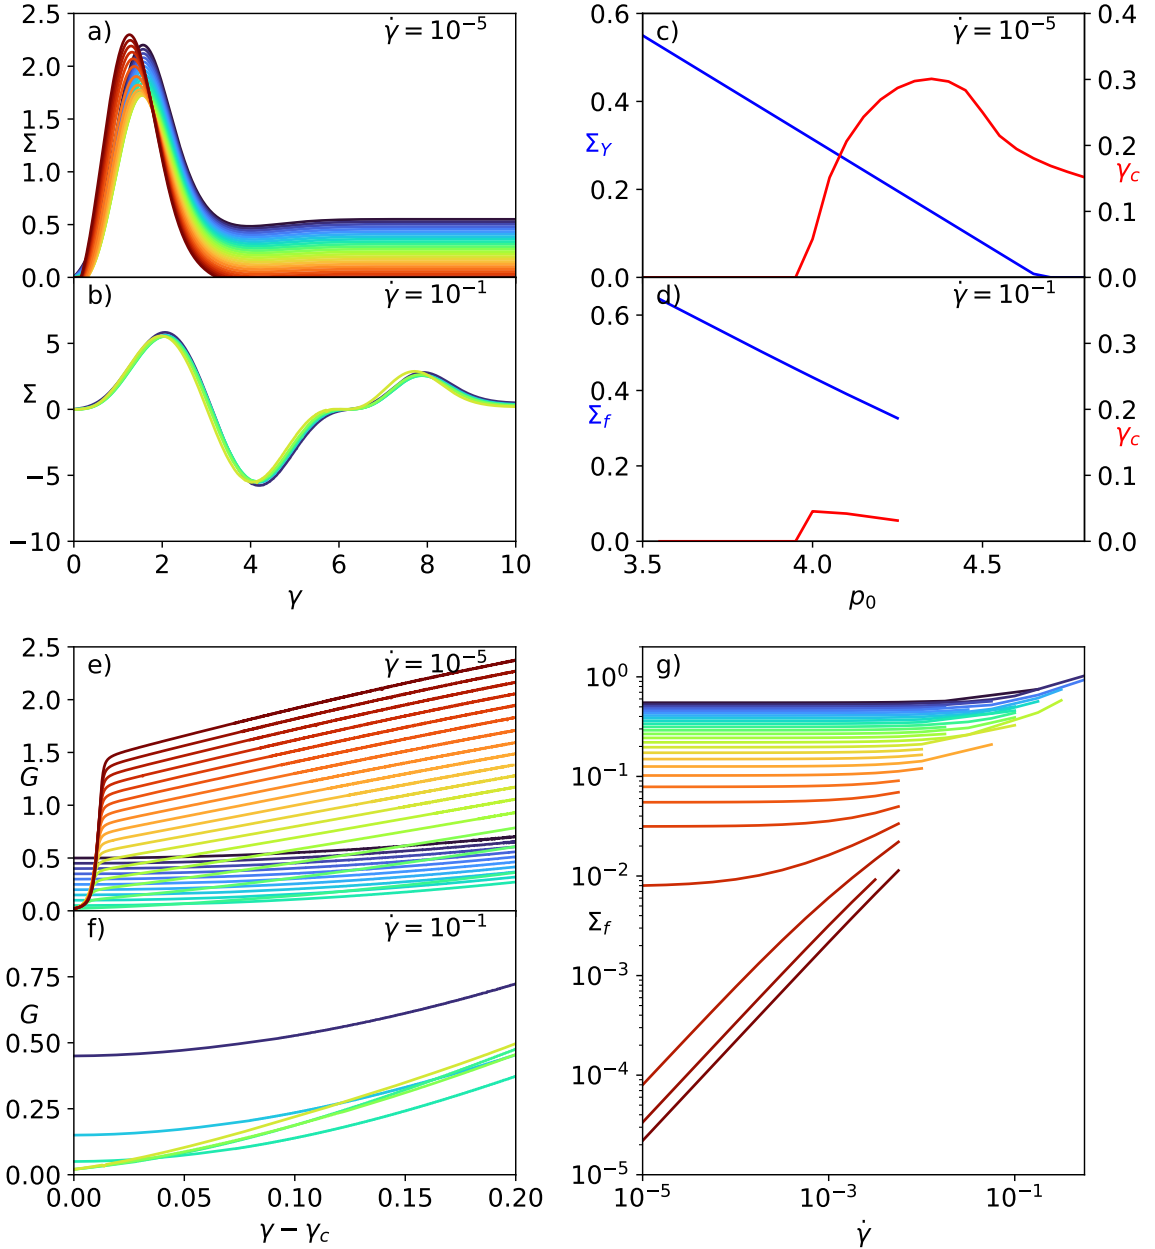 a)
γ̇ = 10⁻⁵
2.5
2.0
1.5
Σ
1.0
0.5
0.0
b)
γ̇ = 10⁻¹
5
Σ
0
−5
−10
0 2 4 6 8 10
γ
c)
γ̇ = 10⁻⁵
0.6
0.4
Σ_Y
0.2
0.0
0.4
0.3
0.2
γ_c
0.1
0.0
d)
γ̇ = 10⁻¹
0.6
0.4
Σ_f
0.2
0.0
0.3
0.2
γ_c
0.1
0.0
3.5 4.0 4.5
p₀
e)
γ̇ = 10⁻⁵
2.5
2.0
1.5
G
1.0
0.5
0.0
f)
γ̇ = 10⁻¹
0.75
G
0.50
0.25
0.00
0.00 0.05 0.10 0.15 0.20
γ − γ_c
g)
10⁰
10⁻¹
10⁻²
Σ_f
10⁻³
10⁻⁴
10⁻⁵
10⁻⁵ 10⁻³ 10⁻¹
γ̇